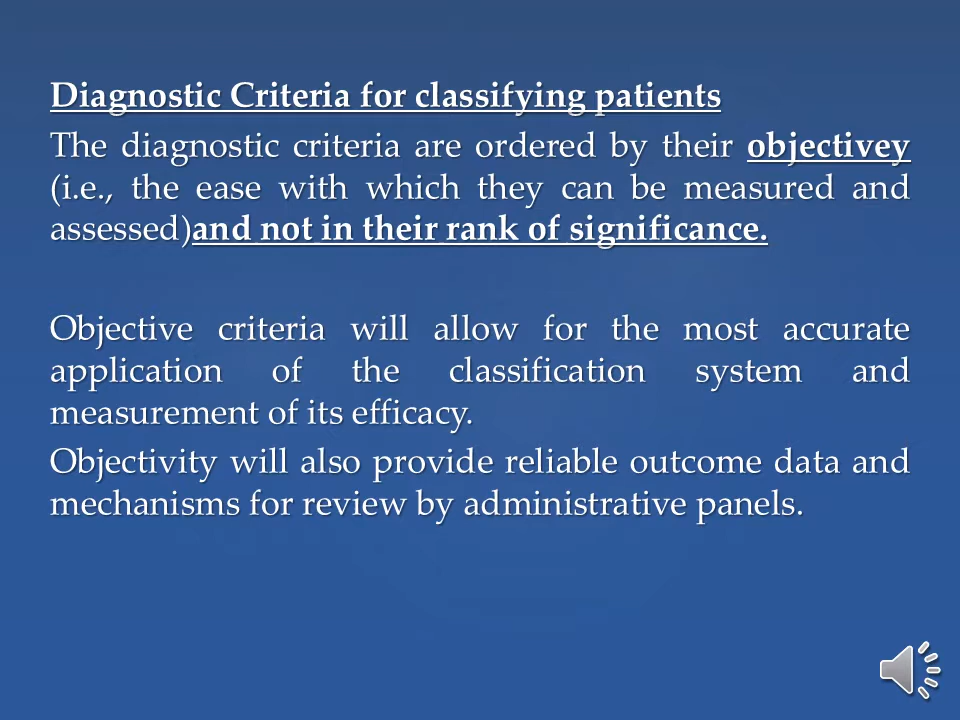 Diagnostic Criteria for classifying patients
The diagnostic criteria are ordered by their objectivey
(i.e., the ease with which they can be measured and
assessed)and not in their rank of significance.
Objective criteria will allow for the most accurate
application of the classification system and
measurement of its efficacy.
Objectivity will also provide reliable outcome data and
mechanisms for review by administrative panels.